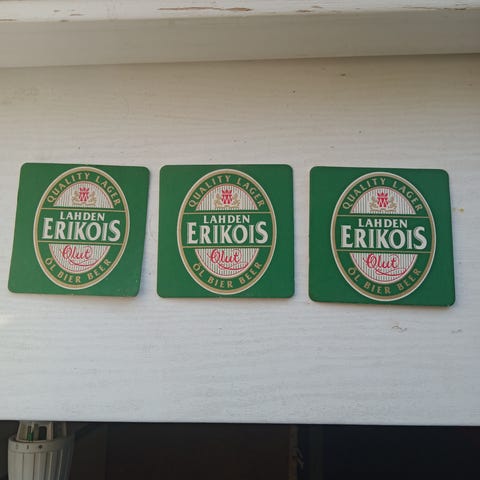 QUALITY LAGER
LAHDEN
ERIKOIS
Olut
ÖL BIER BEER
QUALITY LAGER
LAHDEN
ERIKOIS
Olut
ÖL BIER BEER
QUALITY LAGER
LAHDEN
ERIKOIS
Olut
ÖL BIER BEER